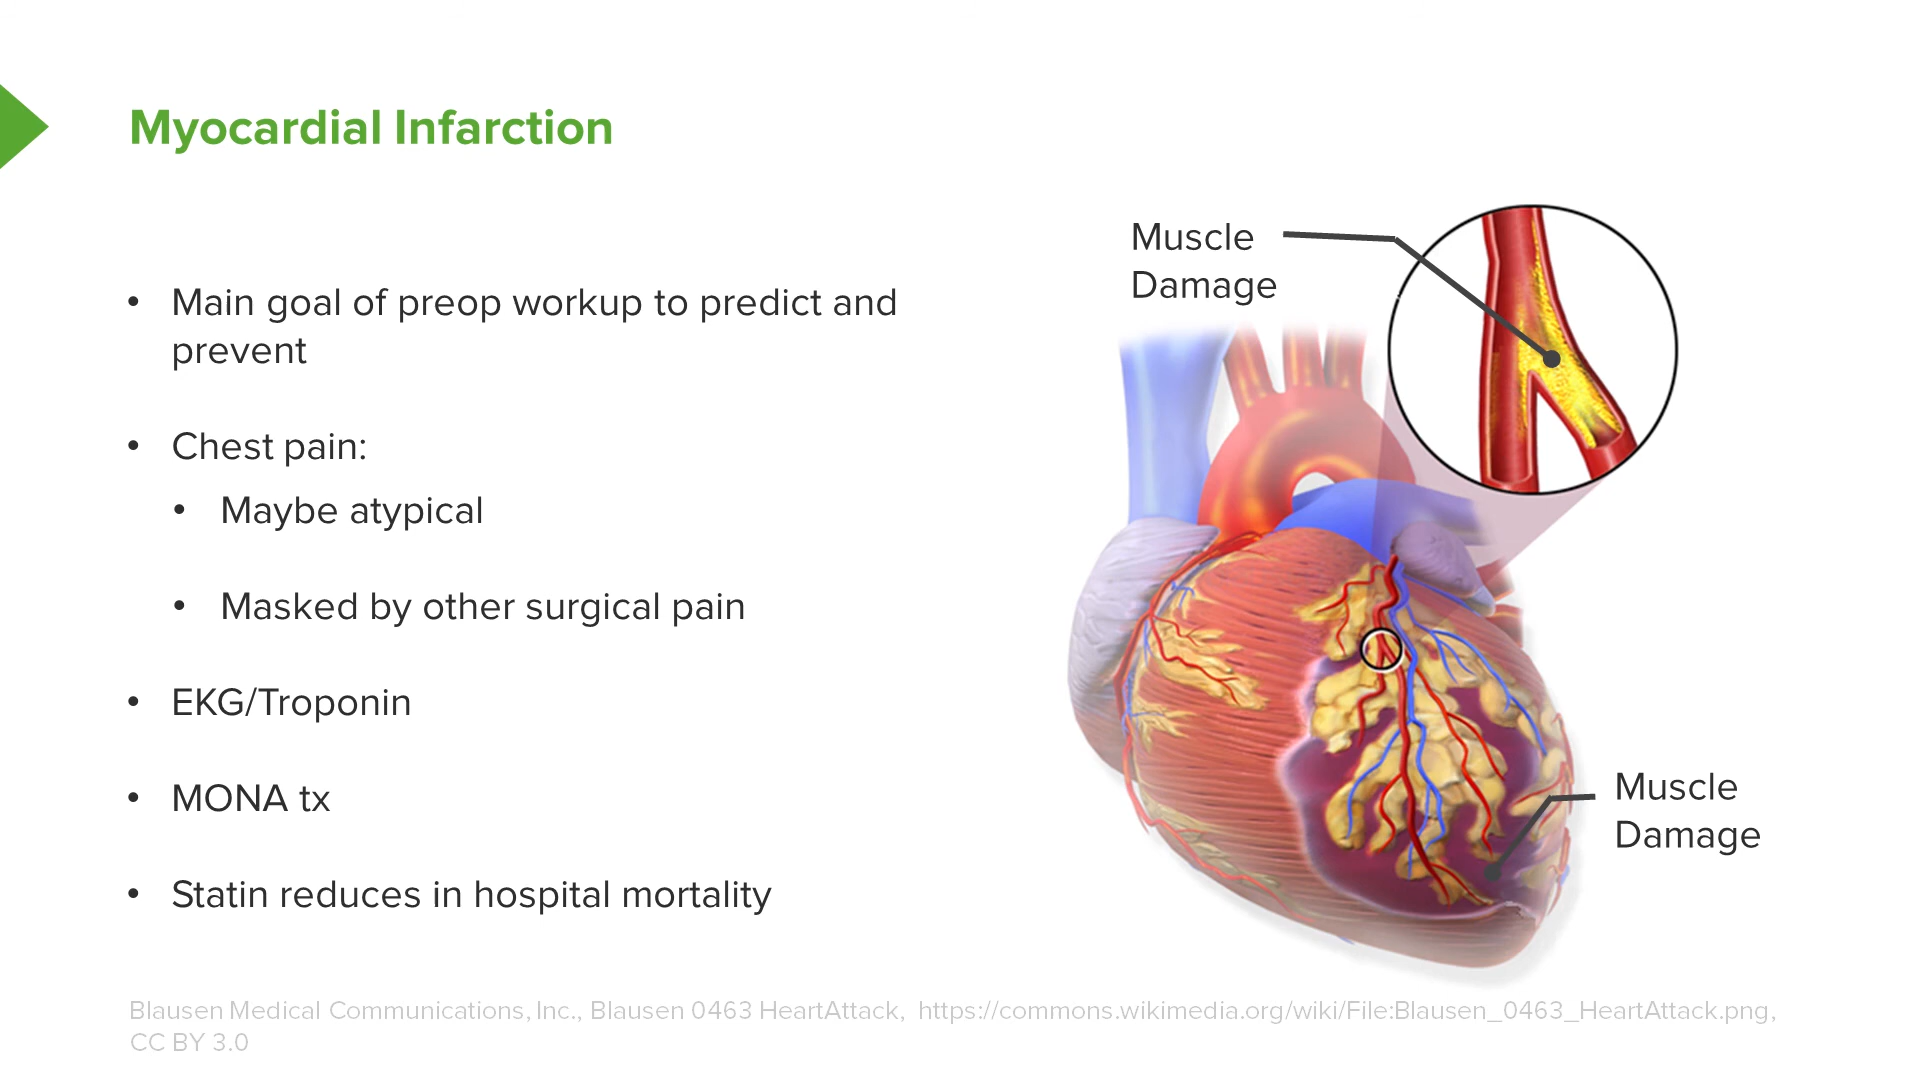 Myocardial Infarction
• Main goal of preop workup to predict and
prevent
• Chest pain:
• Maybe atypical
• Masked by other surgical pain
• EKG/Troponin
• MONA tx
• Statin reduces in hospital mortality
Muscle
Damage
Muscle
Damage
Blausen Medical Communications, Inc., Blausen 0463 HeartAttack, https://commons.wikimedia.org/wiki/File:Blausen_0463_HeartAttack.png,
CC BY 3.0